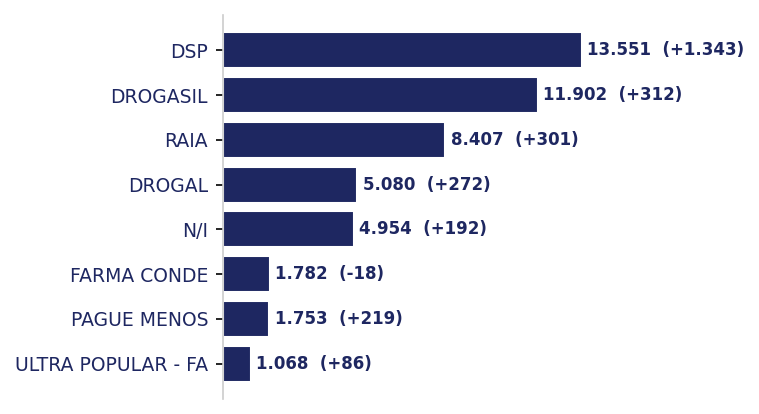 DSP 13.551 (+1.343)
DROGASIL 11.902 (+312)
RAIA 8.407 (+301)
DROGAL 5.080 (+272)
N/I 4.954 (+192)
FARMA CONDE 1.782 (-18)
PAGUE MENOS 1.753 (+219)
ULTRA POPULAR - FA 1.068 (+86)